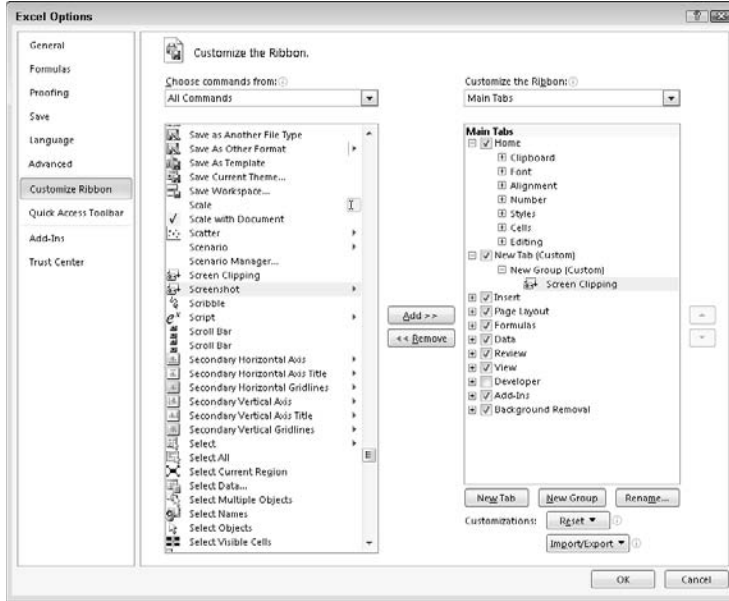 Excel Options
General
Formulas
Proofing
Save
Language
Advanced
Customize Ribbon
Quick Access Toolbar
Add-Ins
Trust Center
Customize the Ribbon.
Choose commands from:
All Commands
Save as Another File Type
Save As Other Format
Save As Template
Save Current Theme...
Save Workspace...
Scale
Scale with Document
Scatter
Scenario
Scenario Manager...
Screen Clipping
Screenshot
Scribble
Script
Scroll Bar
Scroll Bar
Secondary Horizontal Axis
Secondary Horizontal Axis Title
Secondary Horizontal Gridlines
Secondary Vertical Axis
Secondary Vertical Axis Title
Secondary Vertical Gridlines
Select
Select All
Select Current Region
Select Data...
Select Multiple Objects
Select Names
Select Objects
Select Visible Cells
Add >>
<< Remove
Customize the Ribbon:
Main Tabs
Main Tabs
Home
Clipboard
Font
Alignment
Number
Styles
Cells
Editing
New Tab (Custom)
New Group (Custom)
Screen Clipping
Insert
Page Layout
Formulas
Data
Review
View
Developer
Add-Ins
Background Removal
New Tab
New Group
Rename...
Customizations:
Reset
Import/Export
OK
Cancel